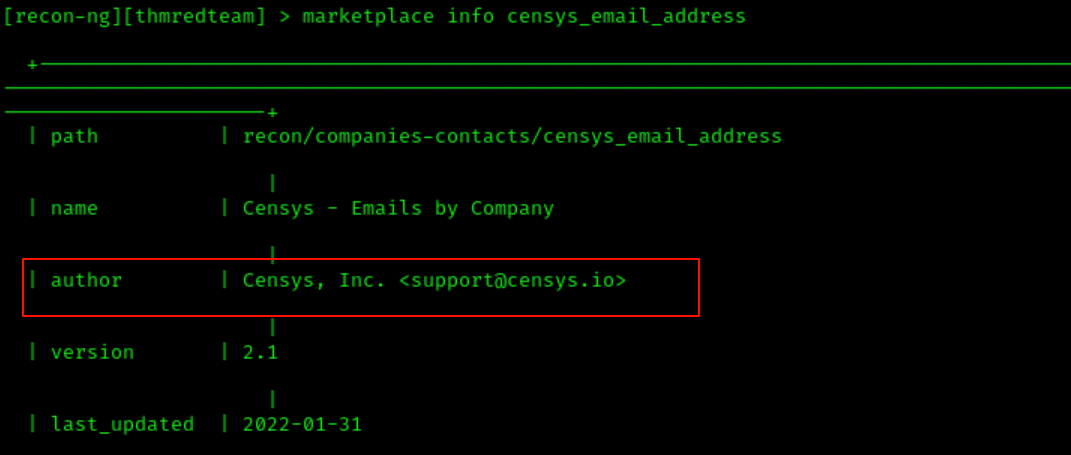 [recon-ng][thmredteam] > marketplace info censys_email_address
+
+
| path | recon/companies-contacts/censys_email_address
|
| name | Censys - Emails by Company
|
| author | Censys, Inc. <support@censys.io>
|
| version | 2.1
|
| last_updated | 2022-01-31